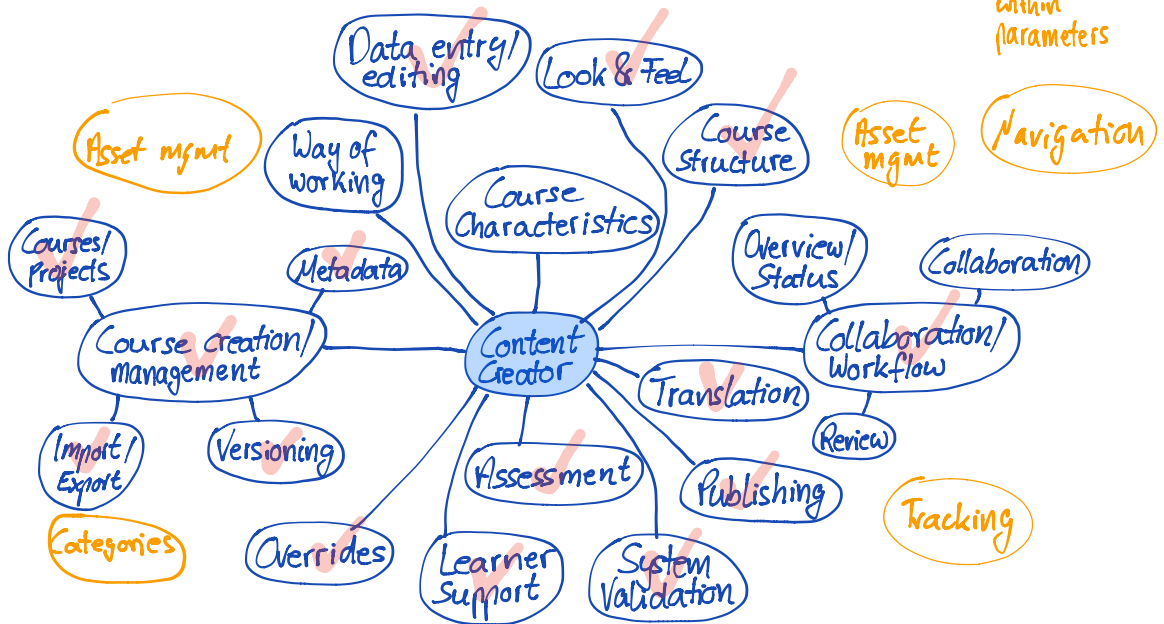 within
parameters
Data entry/
editing
Look & Feel
Asset mgmt
Way of
working
Course
Structure
Asset
mgmt
Navigation
Course
Characteristics
Courses/
Projects
Metadata
Overview/
Status
Collaboration
Course creation/
management
Content
Creator
Collaboration/
Workflow
Translation
Import/
Export
Versioning
Assessment
Publishing
Review
Categories
Overrides
Learner
Support
System
Validation
Tracking